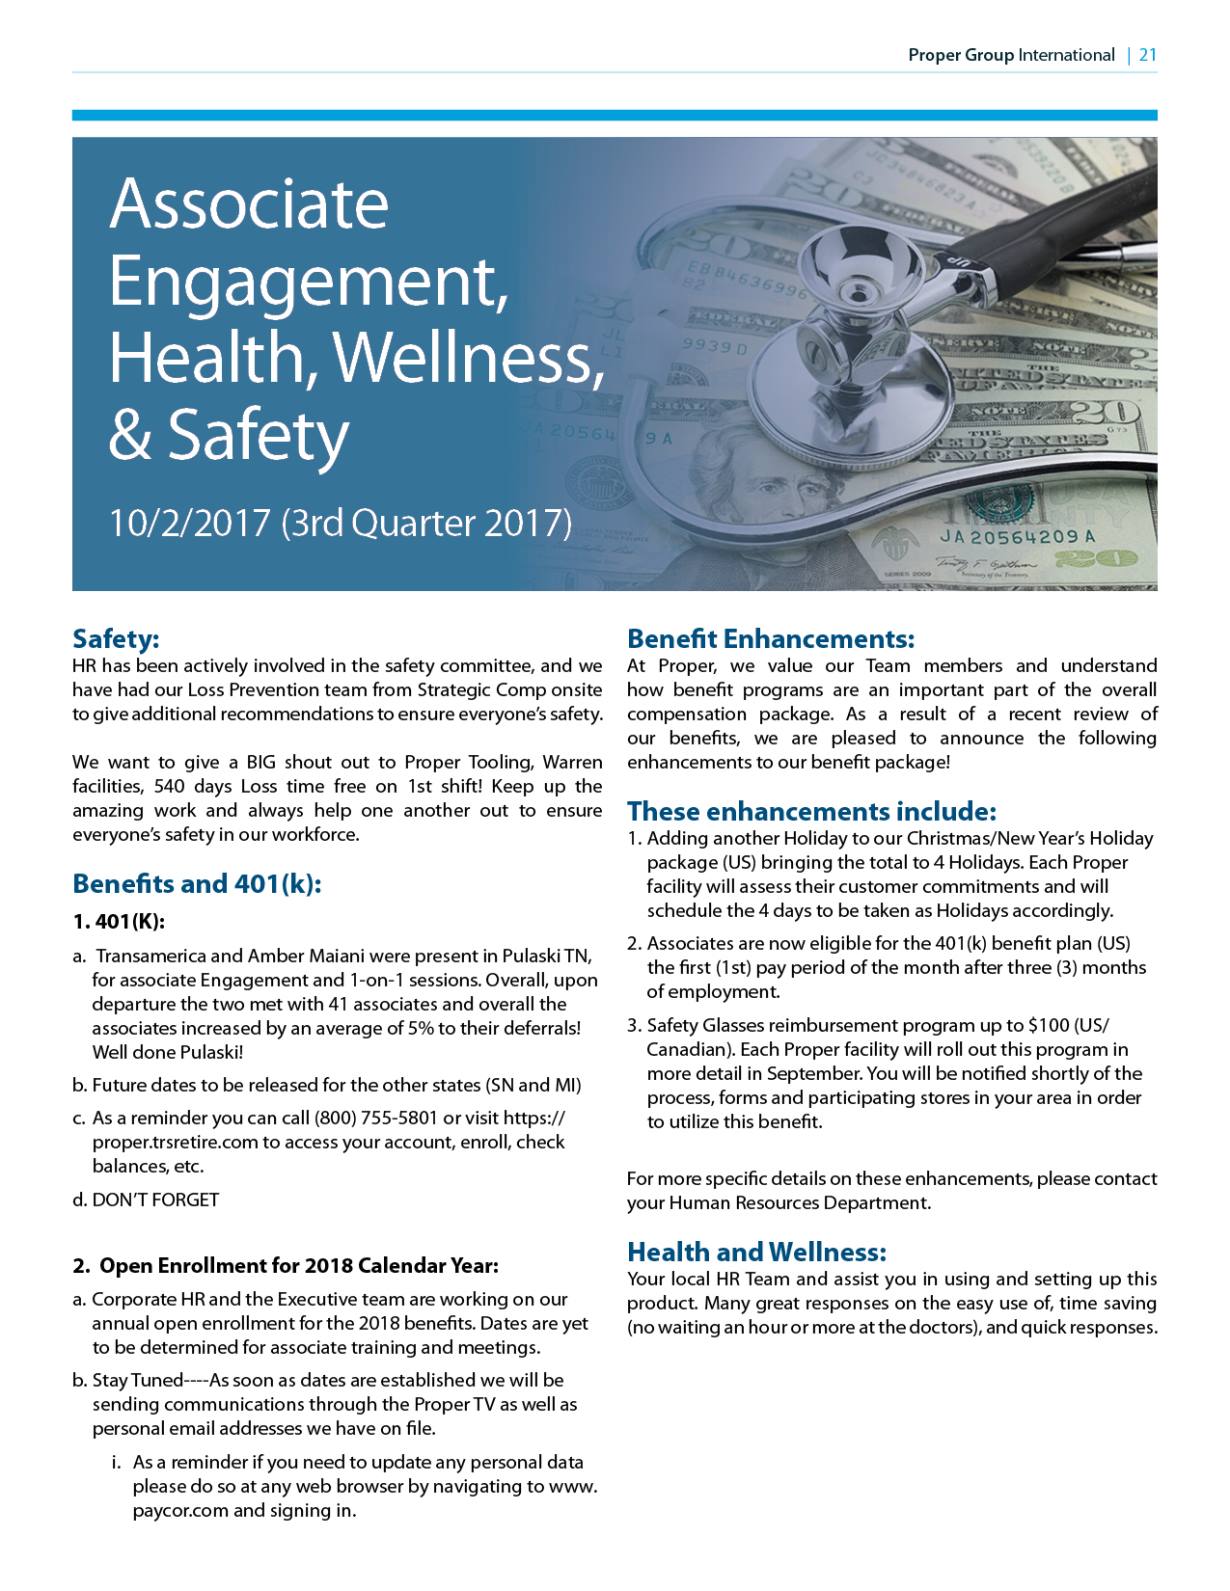 Proper Group International | 21
Associate
Engagement,
Health, Wellness,
& Safety
10/2/2017 (3rd Quarter 2017)
EB B4636996
B2
9939 D
JA 20564 9 A
NOTE
THE
UNITED STATES
OF AMERICA
20
JA 20564209 A
SERIES 2009
Secretary of the Treasury.
20
Safety:
HR has been actively involved in the safety committee, and we
have had our Loss Prevention team from Strategic Comp onsite
to give additional recommendations to ensure everyone's safety.
We want to give a BIG shout out to Proper Tooling, Warren
facilities, 540 days Loss time free on 1st shift! Keep up the
amazing work and always help one another out to ensure
everyone's safety in our workforce.
Benefits and 401(k):
1. 401(K):
a. Transamerica and Amber Maiani were present in Pulaski TN,
for associate Engagement and 1-on-1 sessions. Overall, upon
departure the two met with 41 associates and overall the
associates increased by an average of 5% to their deferrals!
Well done Pulaski!
b. Future dates to be released for the other states (SN and MI)
c. As a reminder you can call (800) 755-5801 or visit https://
proper.trsretire.com to access your account, enroll, check
balances, etc.
d. DON'T FORGET
2. Open Enrollment for 2018 Calendar Year:
a. Corporate HR and the Executive team are working on our
annual open enrollment for the 2018 benefits. Dates are yet
to be determined for associate training and meetings.
b. Stay Tuned----As soon as dates are established we will be
sending communications through the Proper TV as well as
personal email addresses we have on file.
i. As a reminder if you need to update any personal data
please do so at any web browser by navigating to www.
paycor.com and signing in.
Benefit Enhancements:
At Proper, we value our Team members and understand
how benefit programs are an important part of the overall
compensation package. As a result of a recent review of
our benefits, we are pleased to announce the following
enhancements to our benefit package!
These enhancements include:
1. Adding another Holiday to our Christmas/New Year's Holiday
package (US) bringing the total to 4 Holidays. Each Proper
facility will assess their customer commitments and will
schedule the 4 days to be taken as Holidays accordingly.
2. Associates are now eligible for the 401(k) benefit plan (US)
the first (1st) pay period of the month after three (3) months
of employment.
3. Safety Glasses reimbursement program up to $100 (US/
Canadian). Each Proper facility will roll out this program in
more detail in September. You will be notified shortly of the
process, forms and participating stores in your area in order
to utilize this benefit.
For more specific details on these enhancements, please contact
your Human Resources Department.
Health and Wellness:
Your local HR Team and assist you in using and setting up this
product. Many great responses on the easy use of, time saving
(no waiting an hour or more at the doctors), and quick responses.